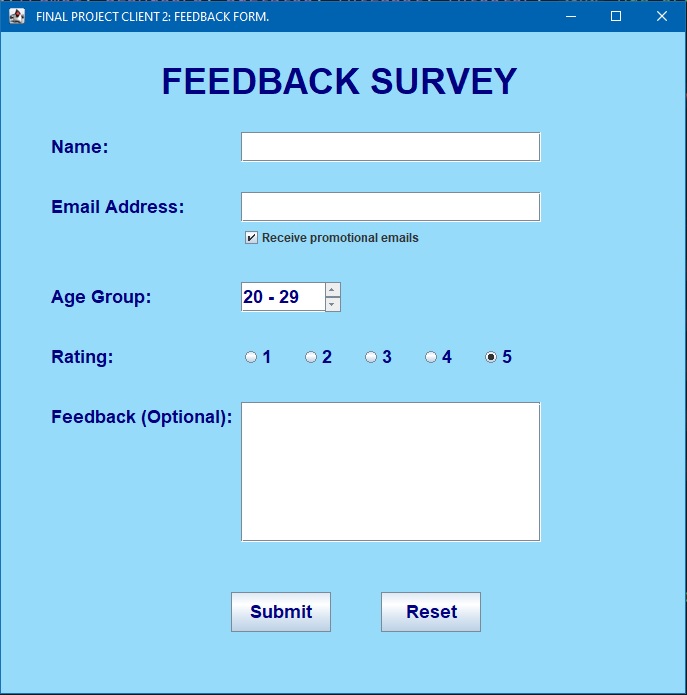 FINAL PROJECT CLIENT 2: FEEDBACK FORM.
FEEDBACK SURVEY
Name:
Email Address:
Receive promotional emails
Age Group:
20 - 29
Rating:
1 2 3 4 5
Feedback (Optional):
Submit Reset